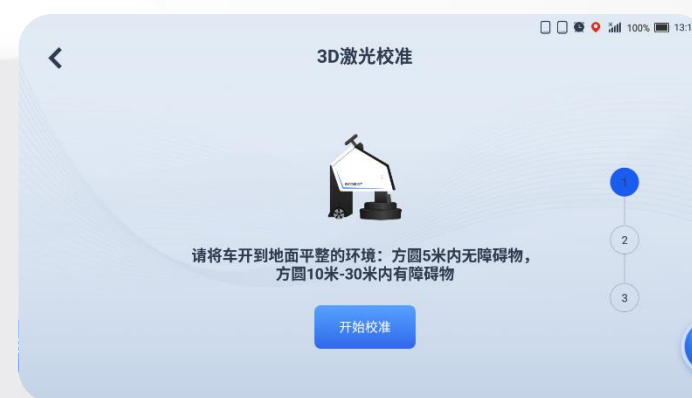 100% 13:1
3D激光校准
1
请将车开到地面平整的环境：方圆5米内无障碍物，
方圆10米-30米内有障碍物
2
3
开始校准